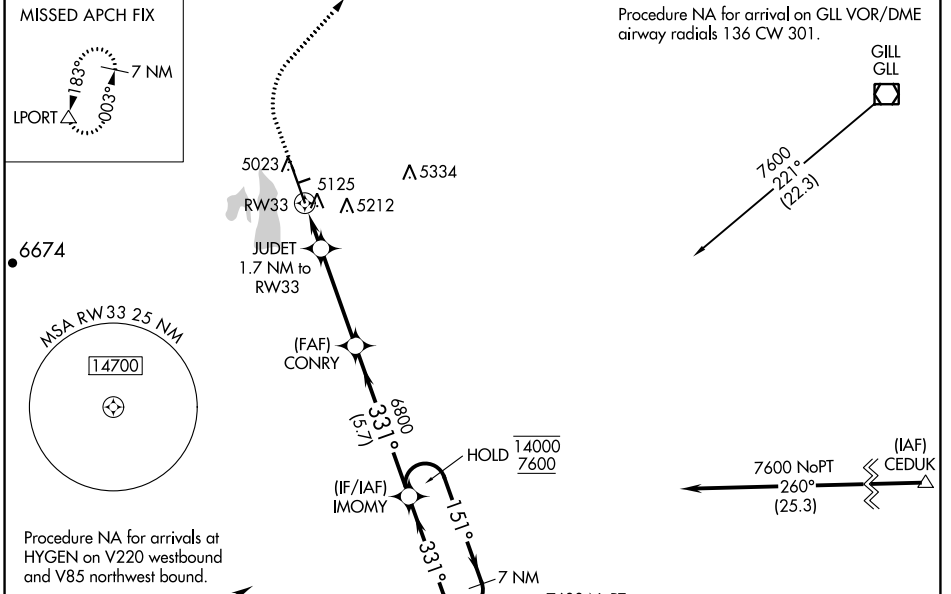 MISSED APCH FIX
7 NM
183°
003°
LPORT
Procedure NA for arrival on GLL VOR/DME
airway radials 136 CW 301.
GILL
GLL
7600
221°
(22.3)
5023
5334
5125
RW33
5212
JUDET
1.7 NM to
RW33
6674
MSA RW33 25 NM
14700
(FAF)
CONRY
6800
331°
(5.7)
HOLD
14000
7600
(IF/IAF)
IMOMY
151°
331°
7 NM
(IAF)
CEDUK
7600 NoPT
260°
(25.3)
Procedure NA for arrivals at
HYGEN on V220 westbound
and V85 northwest bound.